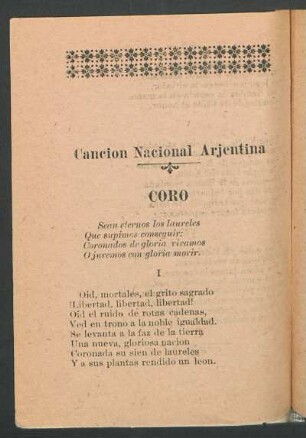 Cancion Nacional Arjentina
CORO
Sean eternos los laureles
Que supimos conseguir:
Coronados de gloria vivamos
O juremos con gloria morir.
I
Oid, mortales, el grito sagrado
!Libertad, libertad, libertad!
Oid el ruido de rotas cadenas,
Ved en trono a la noble igualdad.
Se levanta a la faz de la tierra
Una nueva, gloriosa nacion
Coronada su sien de laureles
Y a sus plantas rendido un leon.